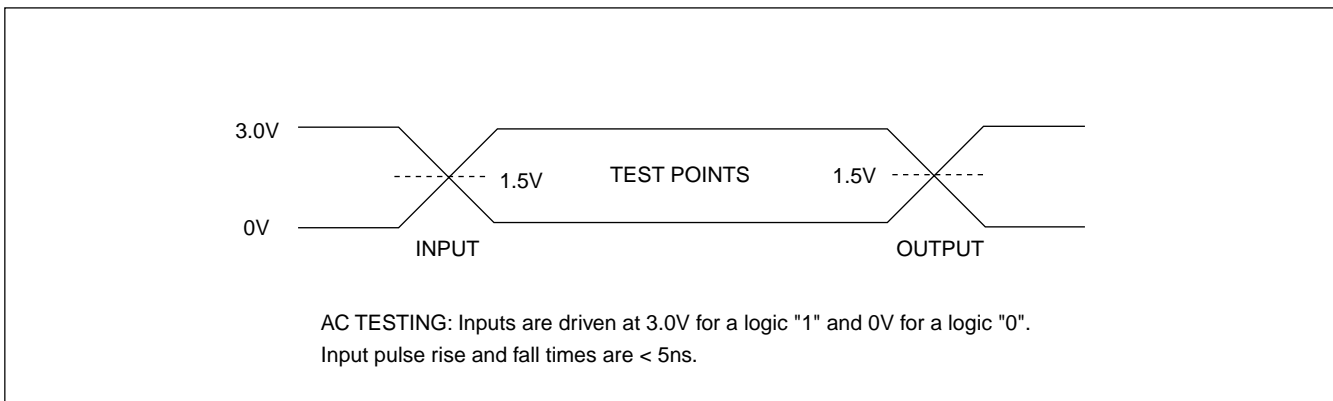 3.0V
1.5V TEST POINTS 1.5V
0V
INPUT OUTPUT
AC TESTING: Inputs are driven at 3.0V for a logic "1" and 0V for a logic "0".
Input pulse rise and fall times are < 5ns.